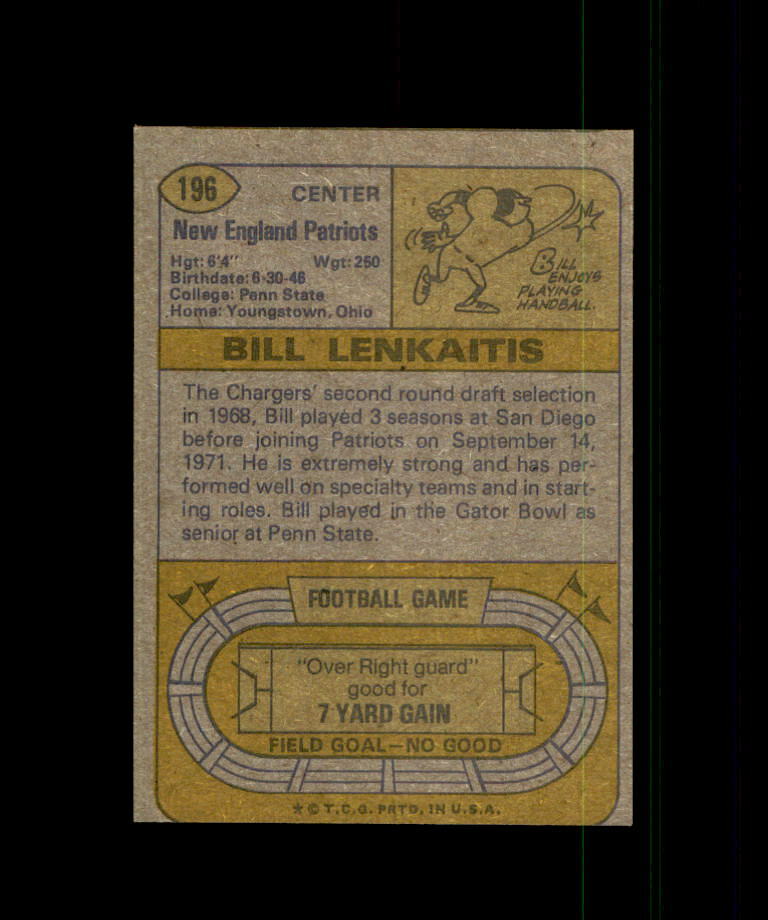 196
CENTER
New England Patriots
Hgt: 6'4" Wgt: 250
Birthdate: 6-30-46
College: Penn State
Home: Youngstown, Ohio
BILL
ENJOYS
PLAYING
HANDBALL.
BILL LENKAITIS
The Chargers' second round draft selection
in 1968, Bill played 3 seasons at San Diego
before joining Patriots on September 14,
1971. He is extremely strong and has per-
formed well on specialty teams and in start-
ing roles. Bill played in the Gator Bowl as
senior at Penn State.
FOOTBALL GAME
"Over Right guard"
good for
7 YARD GAIN
FIELD GOAL—NO GOOD
★ © T.C.G. PRTD. IN U.S.A.